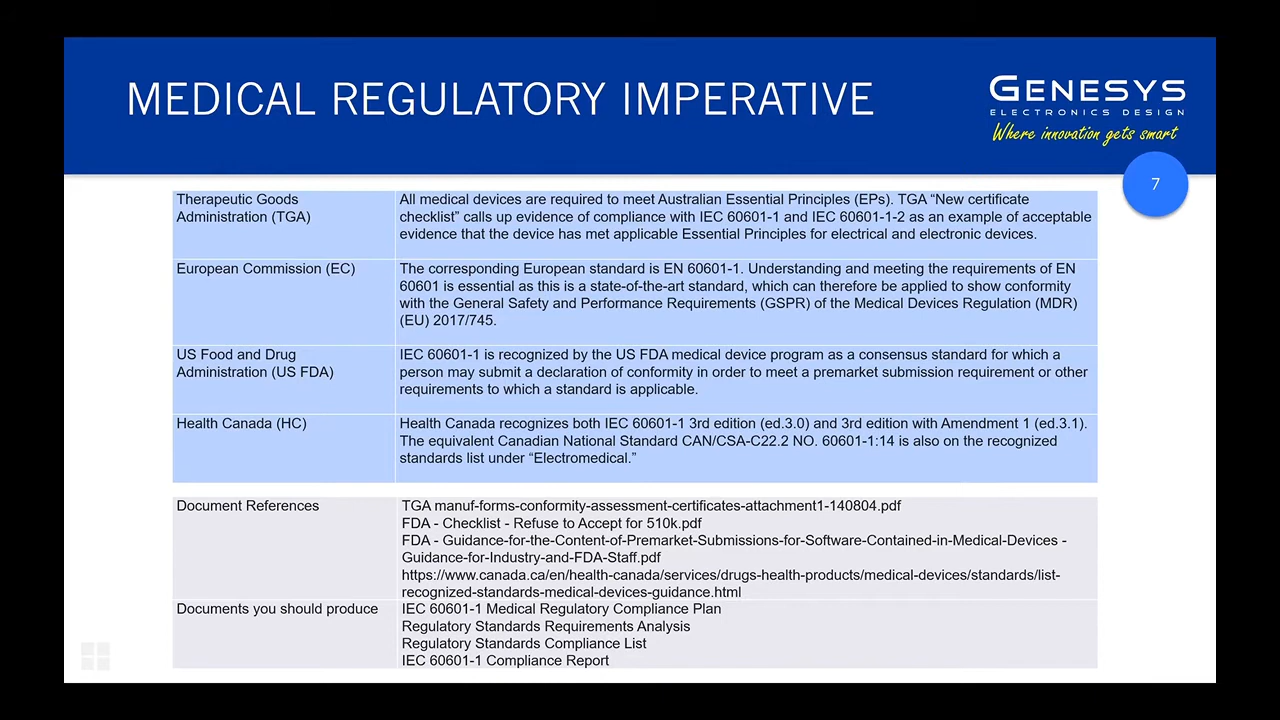 MEDICAL REGULATORY IMPERATIVE
GENESYS
ELECTRONICS DESIGN
Where innovation gets smart
7
Therapeutic Goods
Administration (TGA)
All medical devices are required to meet Australian Essential Principles (EPs). TGA “New certificate
checklist” calls up evidence of compliance with IEC 60601-1 and IEC 60601-1-2 as an example of acceptable
evidence that the device has met applicable Essential Principles for electrical and electronic devices.
European Commission (EC)
The corresponding European standard is EN 60601-1. Understanding and meeting the requirements of EN
60601 is essential as this is a state-of-the-art standard, which can therefore be applied to show conformity
with the General Safety and Performance Requirements (GSPR) of the Medical Devices Regulation (MDR)
(EU) 2017/745.
US Food and Drug
Administration (US FDA)
IEC 60601-1 is recognized by the US FDA medical device program as a consensus standard for which a
person may submit a declaration of conformity in order to meet a premarket submission requirement or other
requirements to which a standard is applicable.
Health Canada (HC)
Health Canada recognizes both IEC 60601-1 3rd edition (ed.3.0) and 3rd edition with Amendment 1 (ed.3.1).
The equivalent Canadian National Standard CAN/CSA-C22.2 NO. 60601-1:14 is also on the recognized
standards list under “Electromedical.”
Document References
TGA manuf-forms-conformity-assessment-certificates-attachment1-140804.pdf
FDA - Checklist - Refuse to Accept for 510k.pdf
FDA - Guidance-for-the-Content-of-Premarket-Submissions-for-Software-Contained-in-Medical-Devices -
Guidance-for-Industry-and-FDA-Staff.pdf
https://www.canada.ca/en/health-canada/services/drugs-health-products/medical-devices/standards/list-
recognized-standards-medical-devices-guidance.html
Documents you should produce
IEC 60601-1 Medical Regulatory Compliance Plan
Regulatory Standards Requirements Analysis
Regulatory Standards Compliance List
IEC 60601-1 Compliance Report